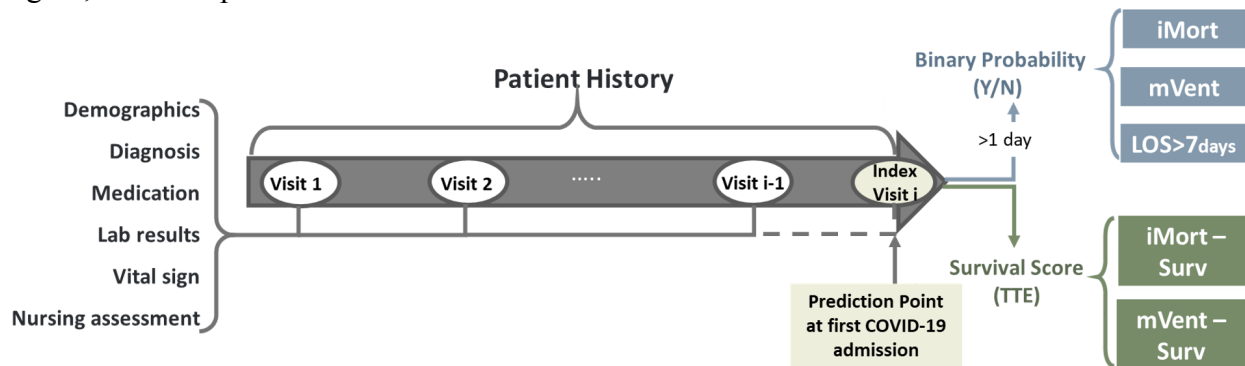 Patient History
Demographics
Diagnosis
Medication
Lab results
Vital sign
Nursing assessment
Visit 1
Visit 2
.....
Visit i-1
Index
Visit i
Prediction Point
at first COVID-19
admission
Binary Probability
(Y/N)
>1 day
iMort
mVent
LOS>7days
Survival Score
(TTE)
iMort –
Surv
mVent –
Surv